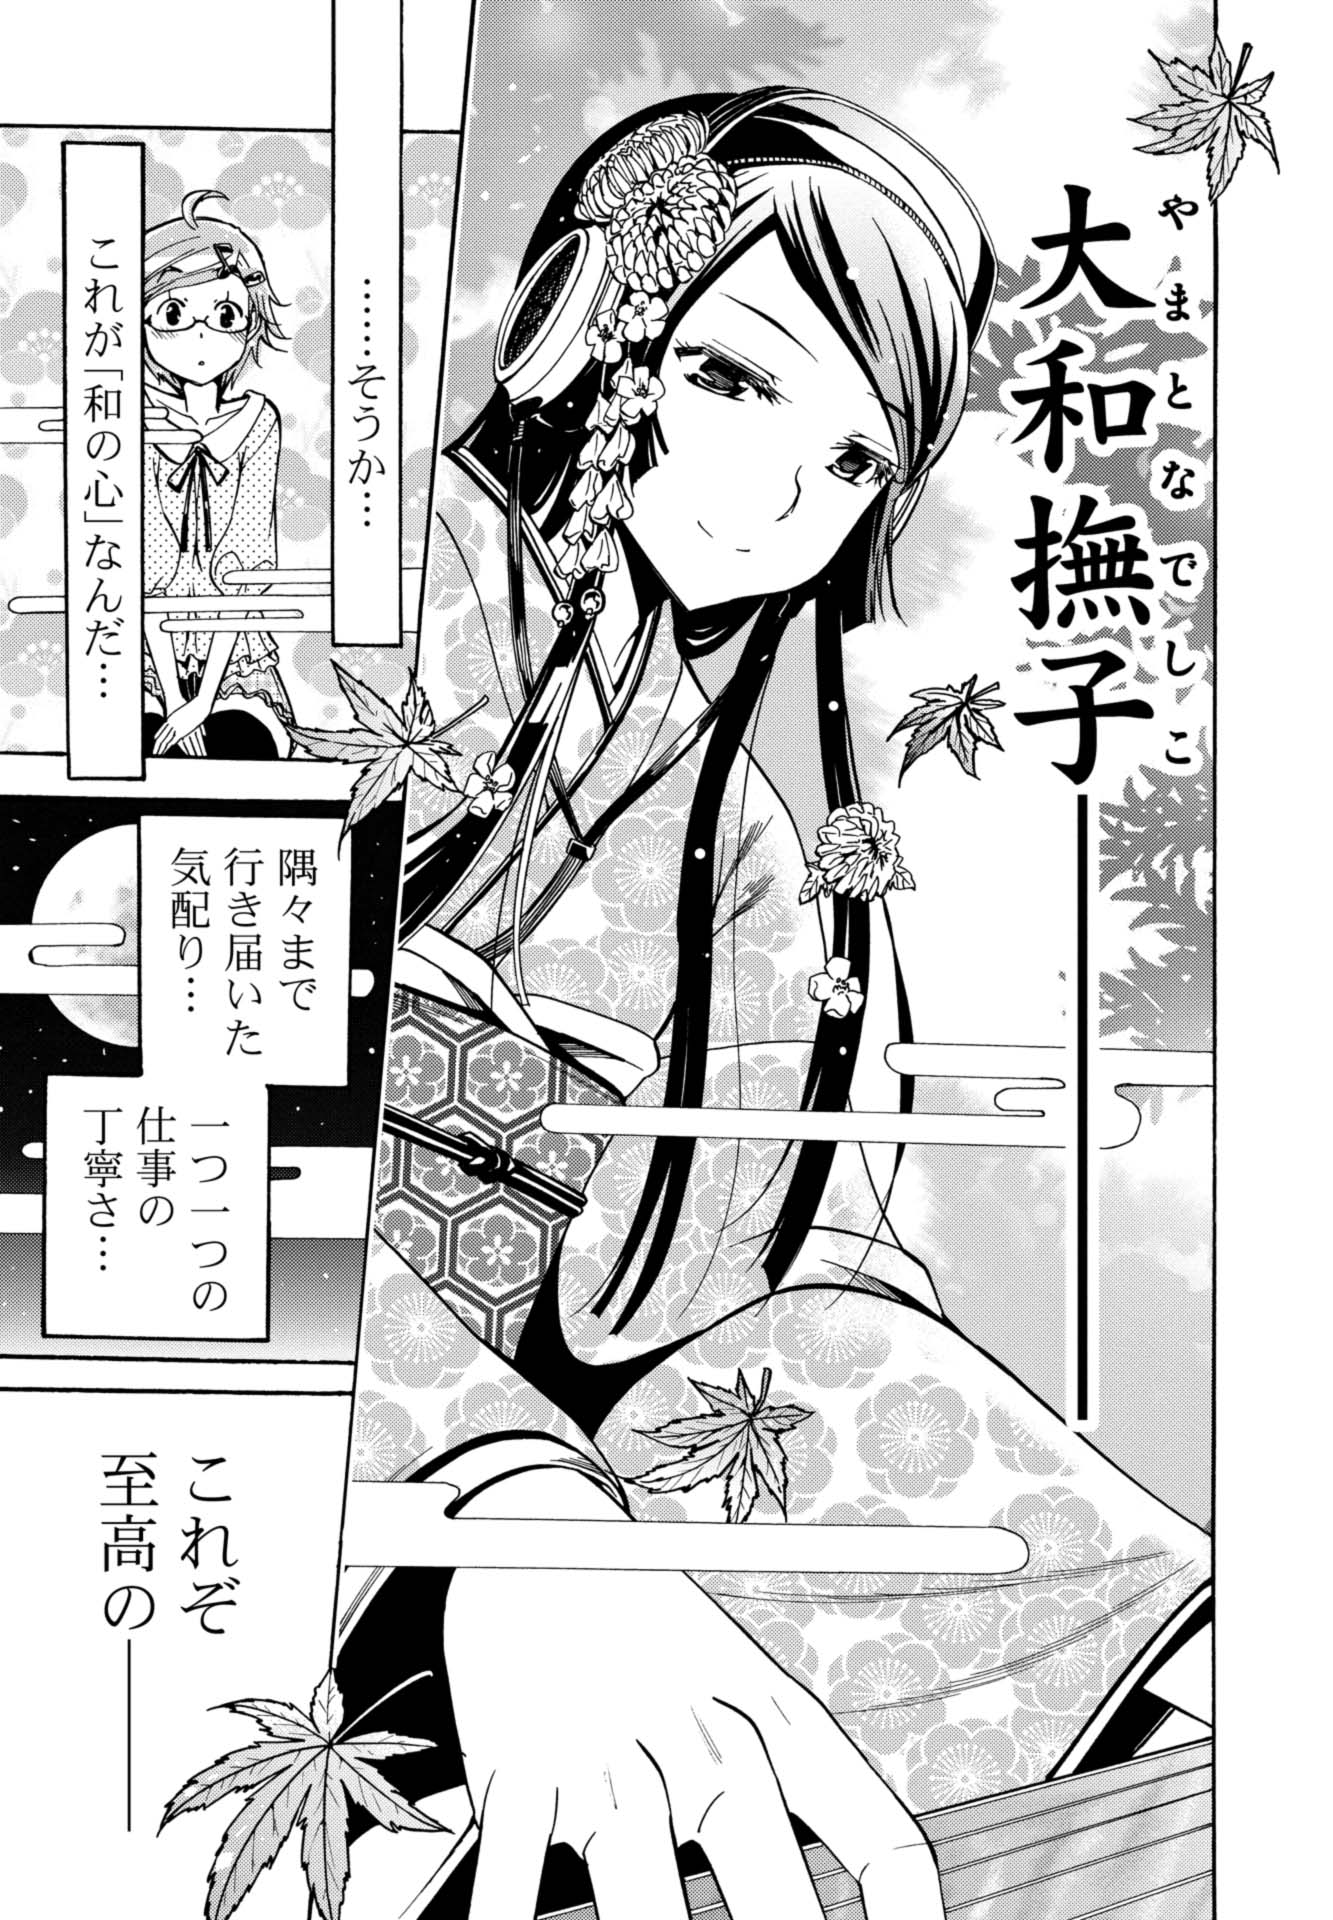 やまとなでしこ
大和撫子――
……そうか…
これが「和の心」なんだ…
隅々まで
行き届いた
気配り…
一つ一つの
仕事の
丁寧さ…
これぞ
至高の――